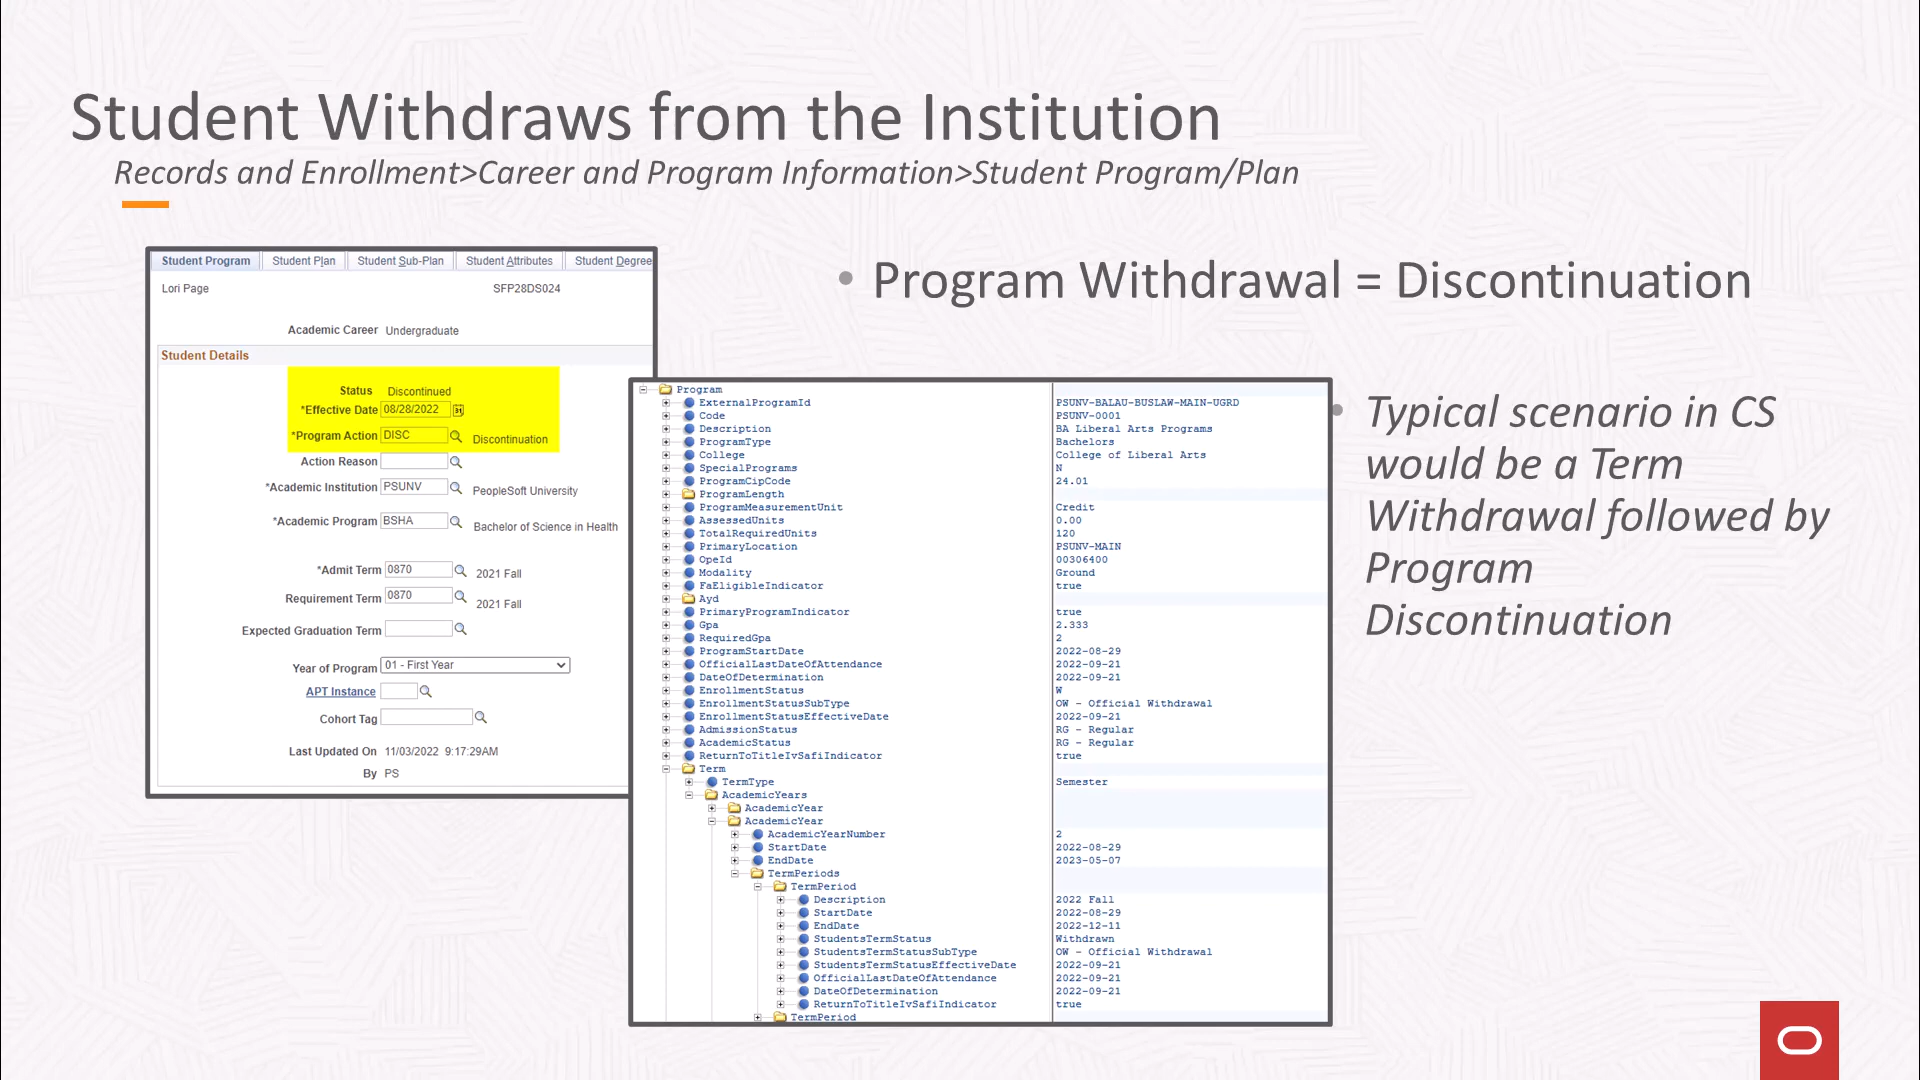 Student Withdraws from the Institution
Records and Enrollment>Career and Program Information>Student Program/Plan
Student Program
Student Plan
Student Sub-Plan
Student Attributes
Student Degree
Lori Page
SFP28DS024
Academic Career Undergraduate
Student Details
Status Discontinued
*Effective Date 08/28/2022 31
*Program Action DISC Discontinuation
Action Reason
*Academic Institution PSUNV PeopleSoft University
*Academic Program BSHA Bachelor of Science in Health
*Admit Term 0870 2021 Fall
Requirement Term 0870 2021 Fall
Expected Graduation Term
Year of Program 01 - First Year
APT Instance
Cohort Tag
Last Updated On 11/03/2022 9:17:29AM
By PS
• Program Withdrawal = Discontinuation
Program
ExternalProgramId PSUNV-BALAU-BUSLAW-MAIN-UGRD
Code PSUNV-0001
Description BA Liberal Arts Programs
ProgramType Bachelors
College College of Liberal Arts
SpecialPrograms N
ProgramCipCode 24.01
ProgramLength
ProgramMeasurementUnit Credit
AssessedUnits 0.00
TotalRequiredUnits 120
PrimaryLocation PSUNV-MAIN
OpeId 00306400
Modality Ground
FaEligibleIndicator true
Ayd
PrimaryProgramIndicator true
Gpa 2.333
RequiredGpa 2
ProgramStartDate 2022-08-29
OfficialLastDateOfAttendance 2022-09-21
DateOfDetermination 2022-09-21
EnrollmentStatus W
EnrollmentStatusSubType OW - Official Withdrawal
EnrollmentStatusEffectiveDate 2022-09-21
AdmissionStatus RG - Regular
AcademicStatus RG - Regular
ReturnToTitleIvSafiIndicator true
Term
TermType Semester
AcademicYears
AcademicYear
AcademicYear
AcademicYearNumber 2
StartDate 2022-08-29
EndDate 2023-05-07
TermPeriods
TermPeriod
Description 2022 Fall
StartDate 2022-08-29
EndDate 2022-12-11
StudentsTermStatus Withdrawn
StudentsTermStatusSubType OW - Official Withdrawal
StudentsTermStatusEffectiveDate 2022-09-21
OfficialLastDateOfAttendance 2022-09-21
DateOfDetermination 2022-09-21
ReturnToTitleIvSafiIndicator true
TermPeriod
• Typical scenario in CS
would be a Term
Withdrawal followed by
Program
Discontinuation